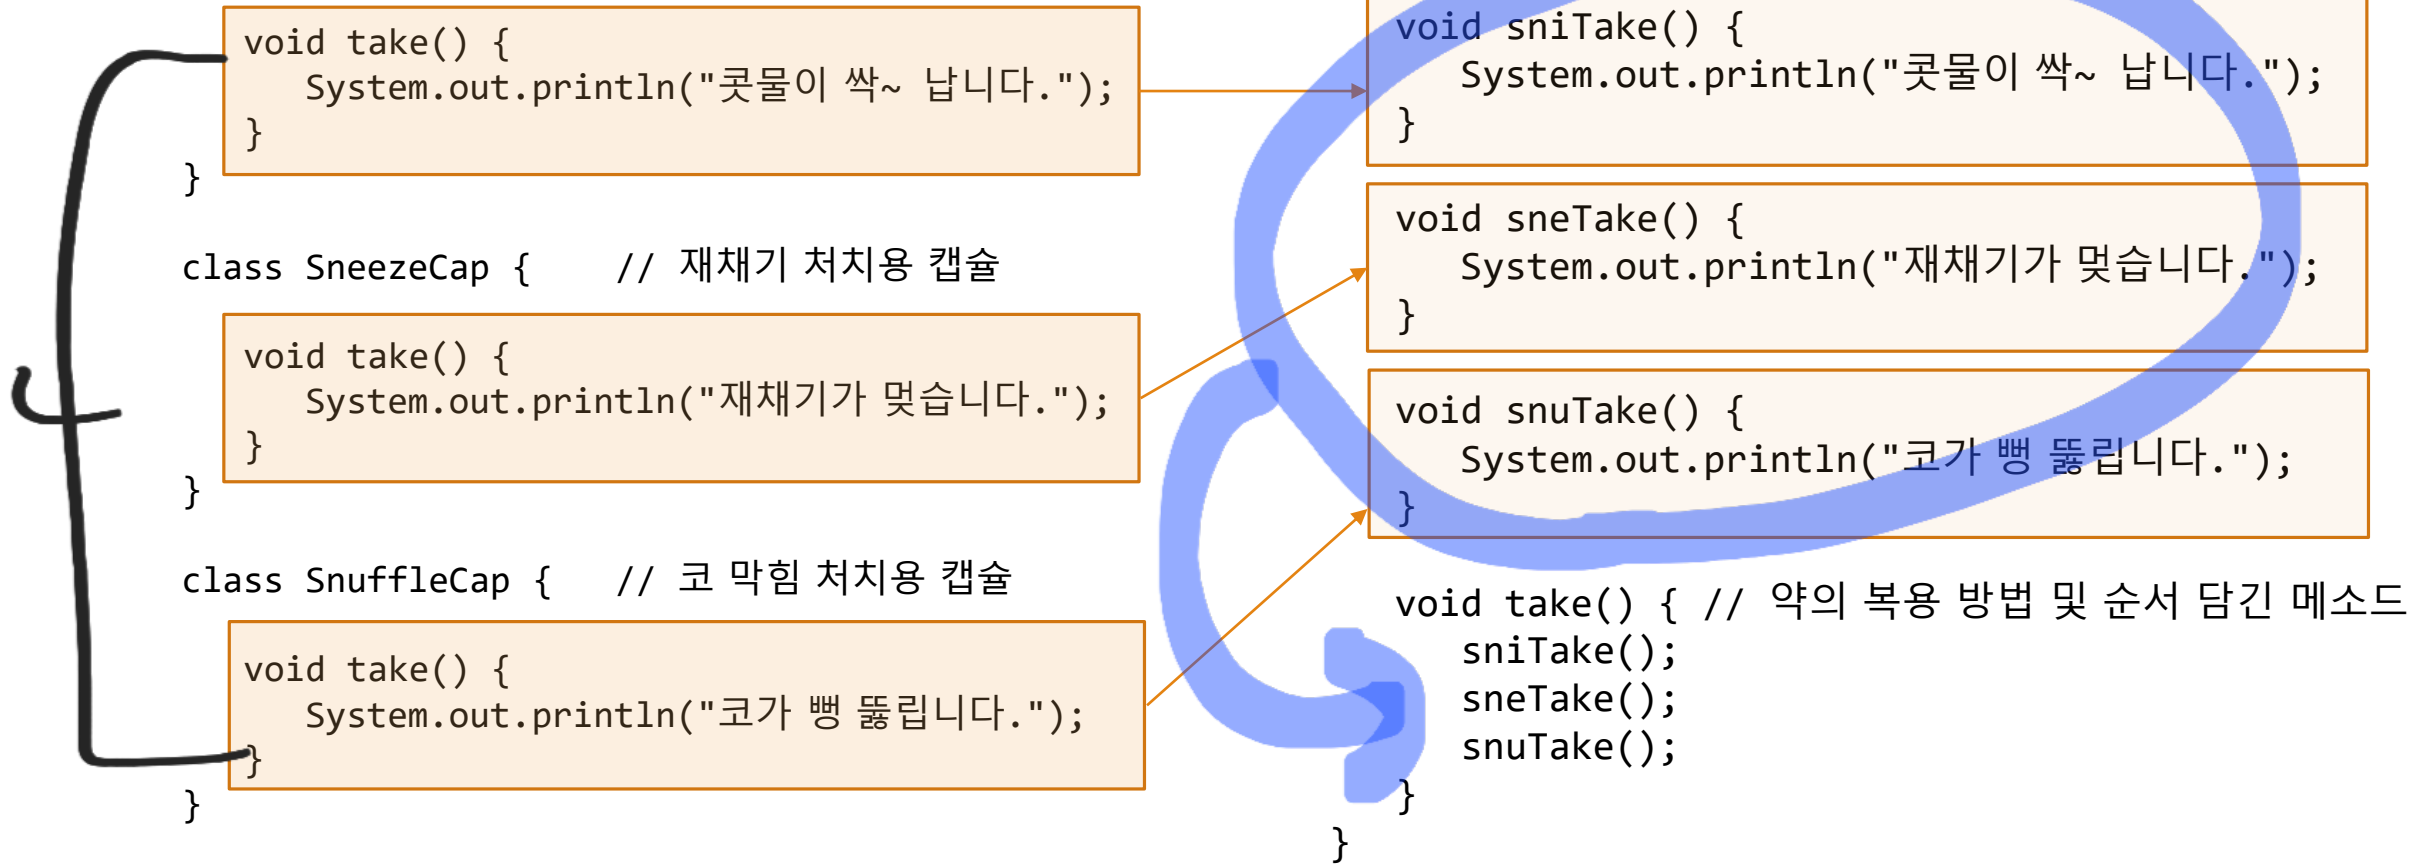 void take() {
System.out.println("콧물이 싹~ 납니다.");
}
}
class SneezeCap { // 재채기 처치용 캡슐
void take() {
System.out.println("재채기가 멎습니다.");
}
}
class SnuffleCap { // 코 막힘 처치용 캡슐
void take() {
System.out.println("코가 뻥 뚫립니다.");
}
}
void sniTake() {
System.out.println("콧물이 싹~ 납니다.");
}
void sneTake() {
System.out.println("재채기가 멎습니다.");
}
void snuTake() {
System.out.println("코가 뻥 뚫립니다.");
}
void take() { // 약의 복용 방법 및 순서 담긴 메소드
sniTake();
sneTake();
snuTake();
}
}